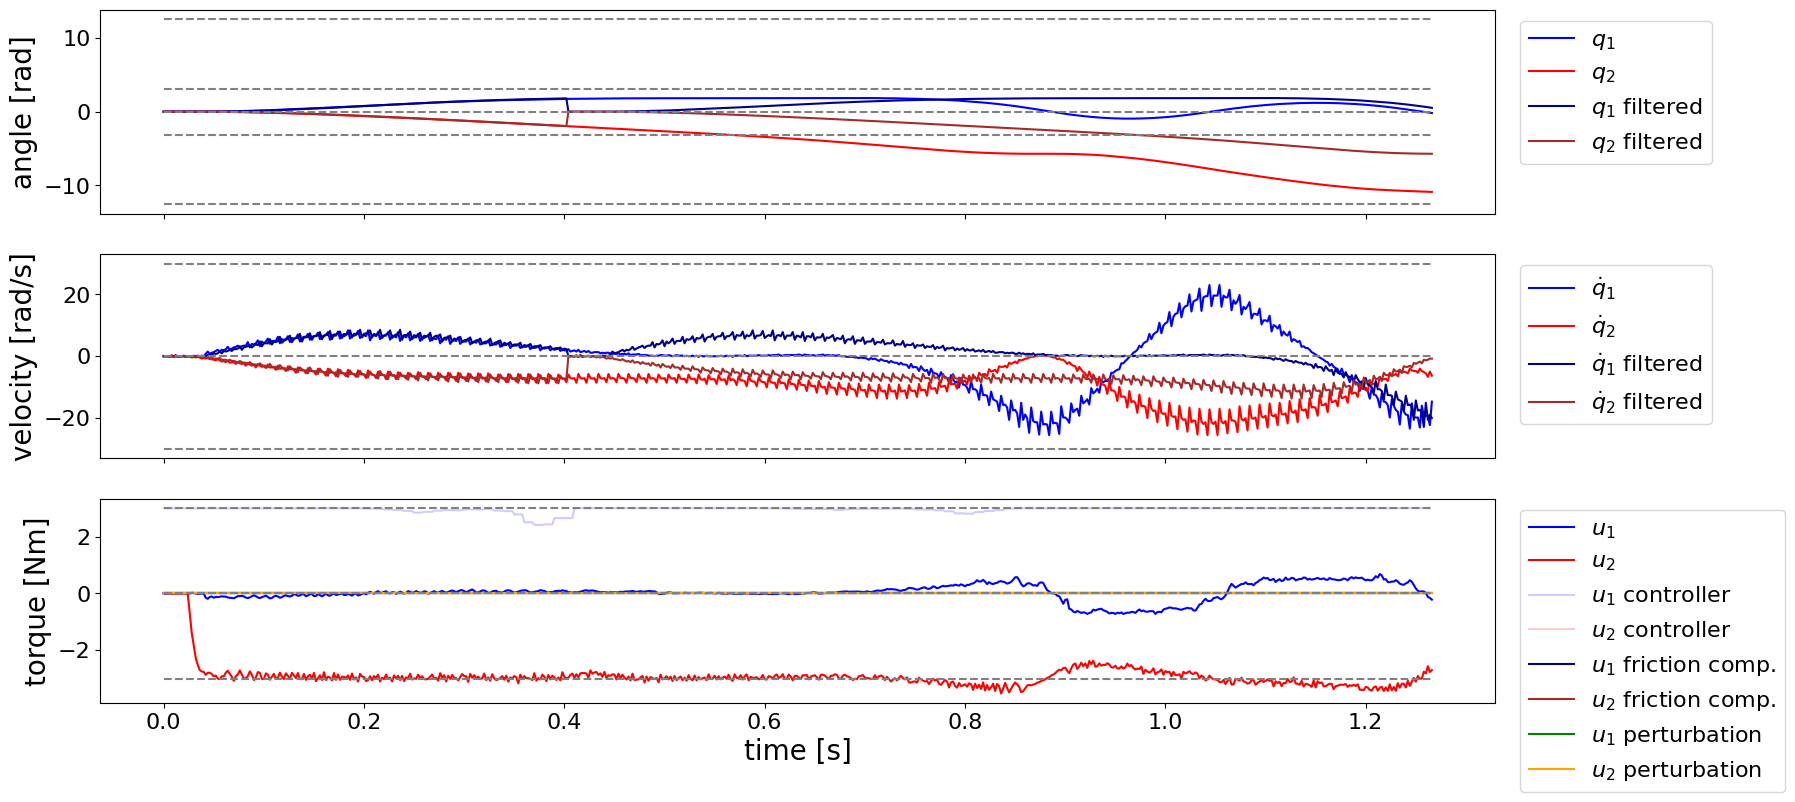 angle [rad]
10
0
−10
q₁
q₂
q₁ filtered
q₂ filtered
velocity [rad/s]
20
0
−20
q̇₁
q̇₂
q̇₁ filtered
q̇₂ filtered
torque [Nm]
2
0
−2
0.0 0.2 0.4 0.6 0.8 1.0 1.2
time [s]
u₁
u₂
u₁ controller
u₂ controller
u₁ friction comp.
u₂ friction comp.
u₁ perturbation
u₂ perturbation